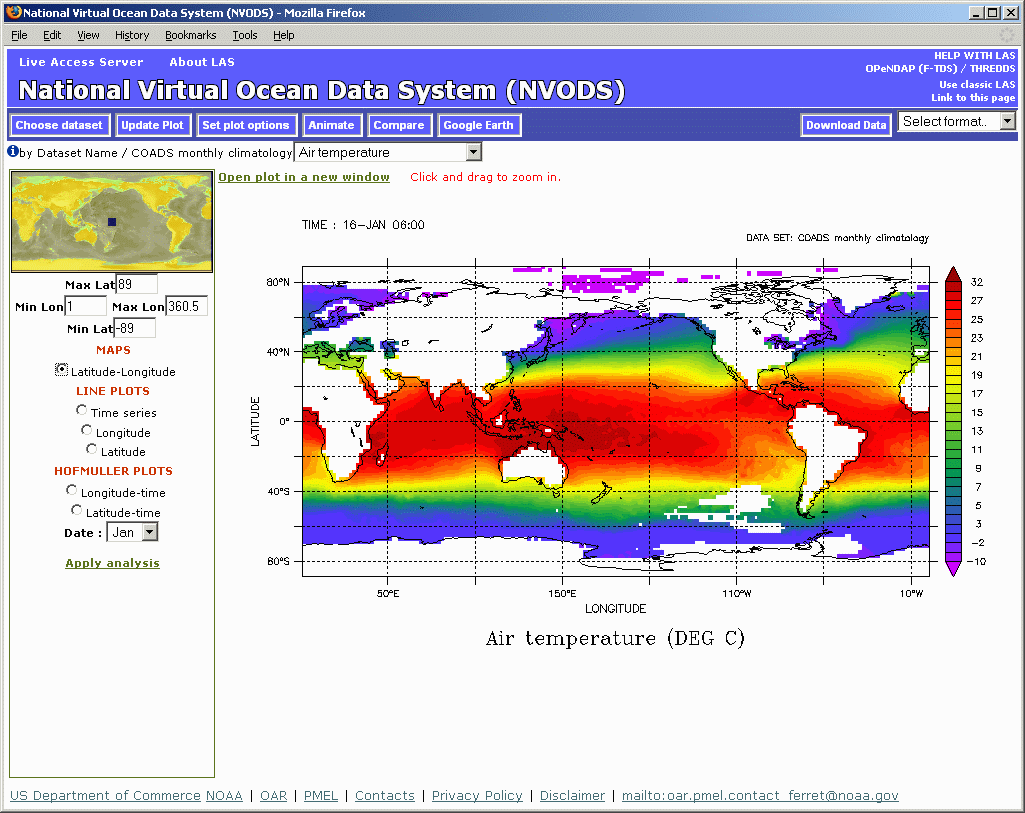 National Virtual Ocean Data System (NVODS) - Mozilla Firefox
File Edit View History Bookmarks Tools Help
Live Access Server About LAS
HELP WITH LAS
OPeNDAP (F-TDS) / THREDDS
Use classic LAS
Link to this page
National Virtual Ocean Data System (NVODS)
Choose dataset Update Plot Set plot options Animate Compare Google Earth Download Data Select format..
by Dataset Name / COADS monthly climatology Air temperature
Open plot in a new window Click and drag to zoom in.
Max Lat 89
Min Lon 1 Max Lon 360.5
Min Lat -89
MAPS
Latitude-Longitude
LINE PLOTS
Time series
Longitude
Latitude
HOFMULLER PLOTS
Longitude-time
Latitude-time
Date : Jan
Apply analysis
TIME : 16-JAN 06:00
DATA SET: COADS monthly climatology
80°N
40°N
0°
40°S
80°S
LATITUDE
50°E 150°E 110°W 10°W
LONGITUDE
Air temperature (DEG C)
32
27
25
23
21
19
17
15
13
11
9
7
5
3
-2
-10
US Department of Commerce NOAA | OAR | PMEL | Contacts | Privacy Policy | Disclaimer | mailto:oar.pmel.contact_ferret@noaa.gov